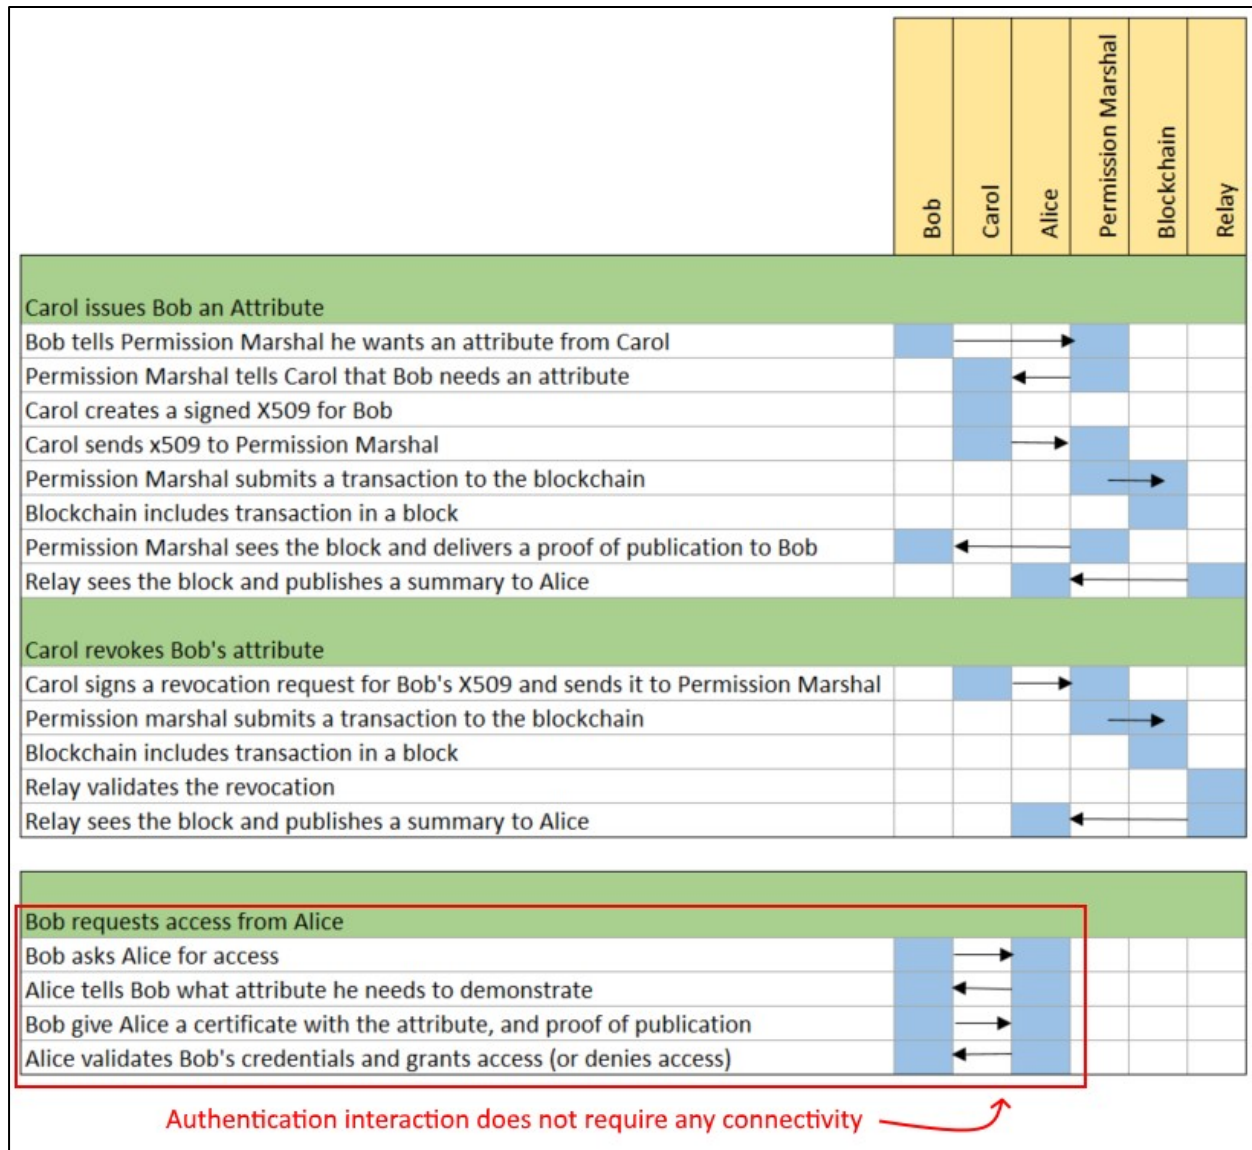 Bob
Carol
Alice
Permission Marshal
Blockchain
Relay
Carol issues Bob an Attribute
Bob tells Permission Marshal he wants an attribute from Carol
Permission Marshal tells Carol that Bob needs an attribute
Carol creates a signed X509 for Bob
Carol sends x509 to Permission Marshal
Permission Marshal submits a transaction to the blockchain
Blockchain includes transaction in a block
Permission Marshal sees the block and delivers a proof of publication to Bob
Relay sees the block and publishes a summary to Alice
Carol revokes Bob's attribute
Carol signs a revocation request for Bob's X509 and sends it to Permission Marshal
Permission marshal submits a transaction to the blockchain
Blockchain includes transaction in a block
Relay validates the revocation
Relay sees the block and publishes a summary to Alice
Bob requests access from Alice
Bob asks Alice for access
Alice tells Bob what attribute he needs to demonstrate
Bob give Alice a certificate with the attribute, and proof of publication
Alice validates Bob's credentials and grants access (or denies access)
Authentication interaction does not require any connectivity